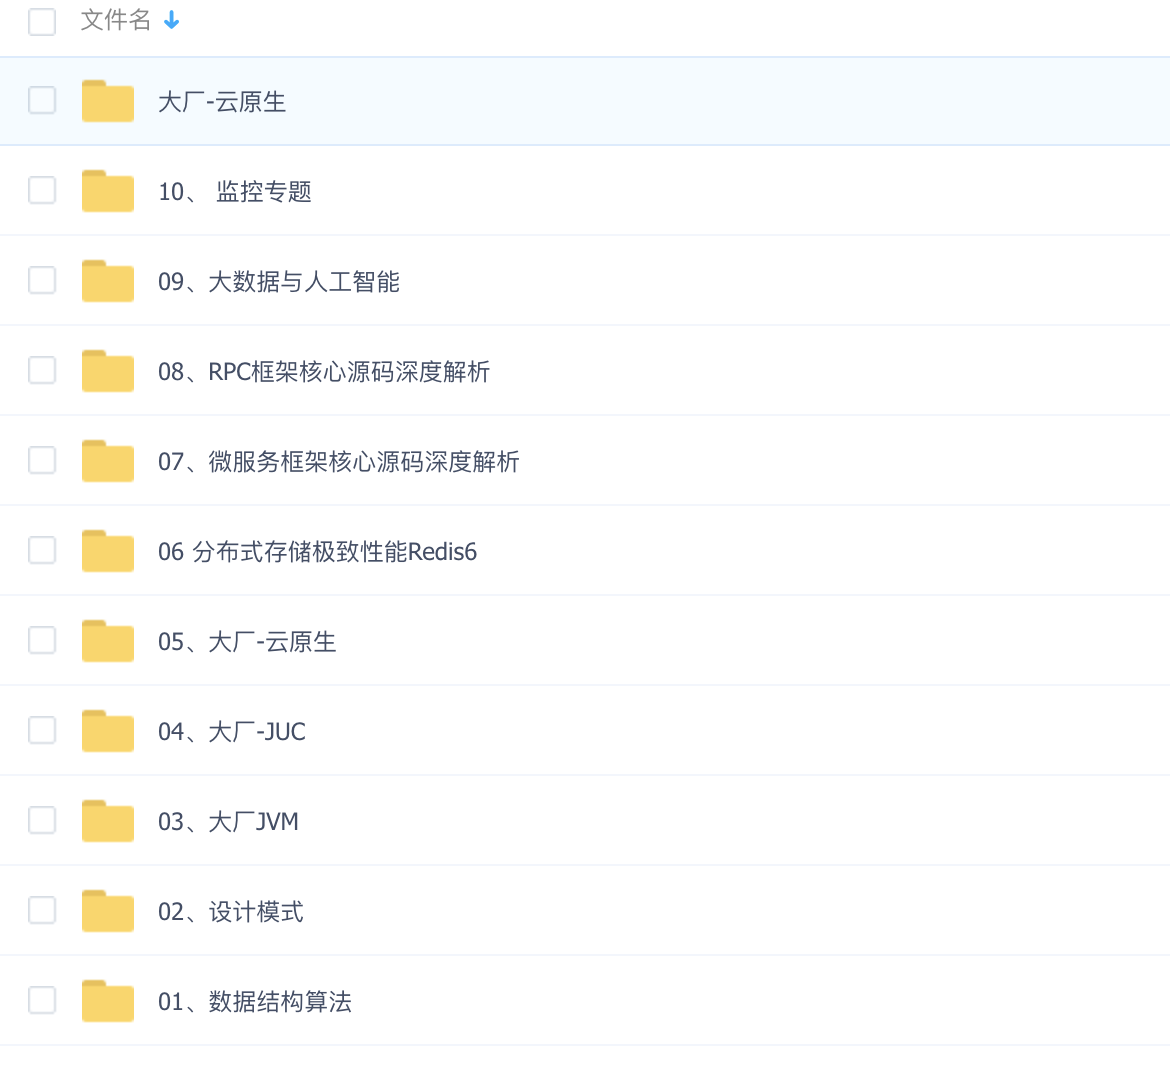 文件名
大厂-云原生
10、 监控专题
09、大数据与人工智能
08、RPC框架核心源码深度解析
07、微服务框架核心源码深度解析
06 分布式存储极致性能Redis6
05、大厂-云原生
04、大厂-JUC
03、大厂JVM
02、设计模式
01、数据结构算法